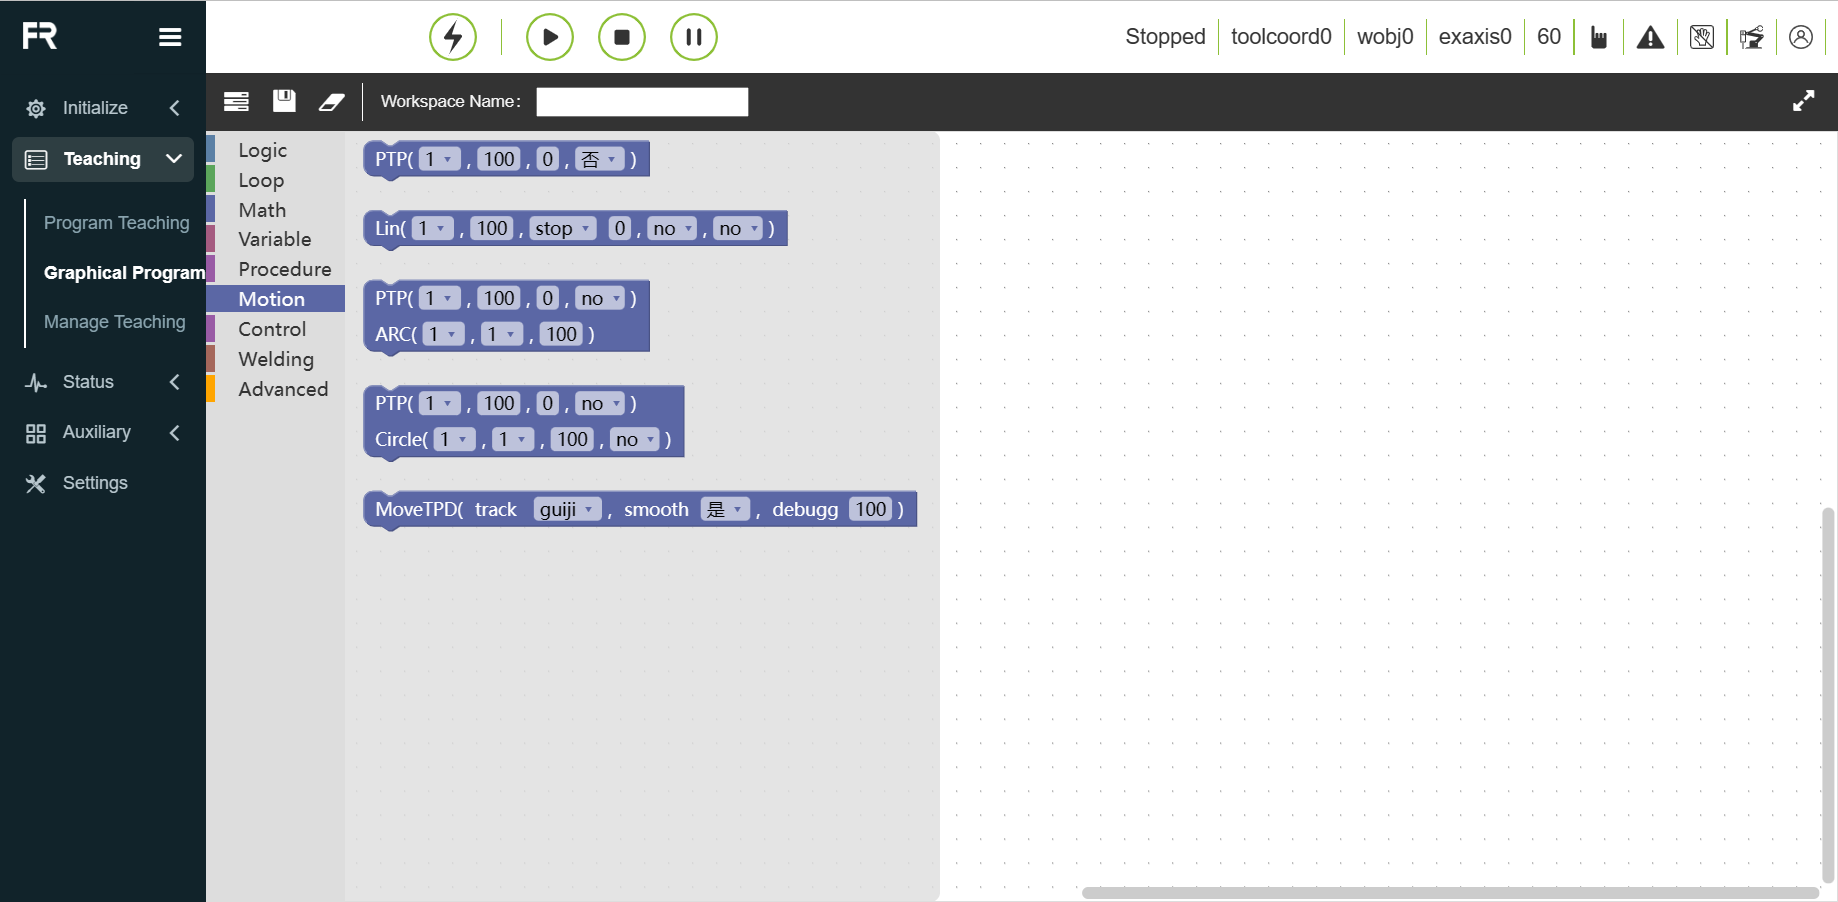 FR
Stopped
toolcoord0
wobj0
exaxis0
60
Workspace Name:
Initialize
Teaching
Program Teaching
Graphical Program
Manage Teaching
Status
Auxiliary
Settings
Logic
Loop
Math
Variable
Procedure
Motion
Control
Welding
Advanced
PTP( 1 , 100 , 0 , 否 )
Lin( 1 , 100 , stop 0 , no , no )
PTP( 1 , 100 , 0 , no )
ARC( 1 , 1 , 100 )
PTP( 1 , 100 , 0 , no )
Circle( 1 , 1 , 100 , no )
MoveTPD( track guiji , smooth 是 , debugg 100 )